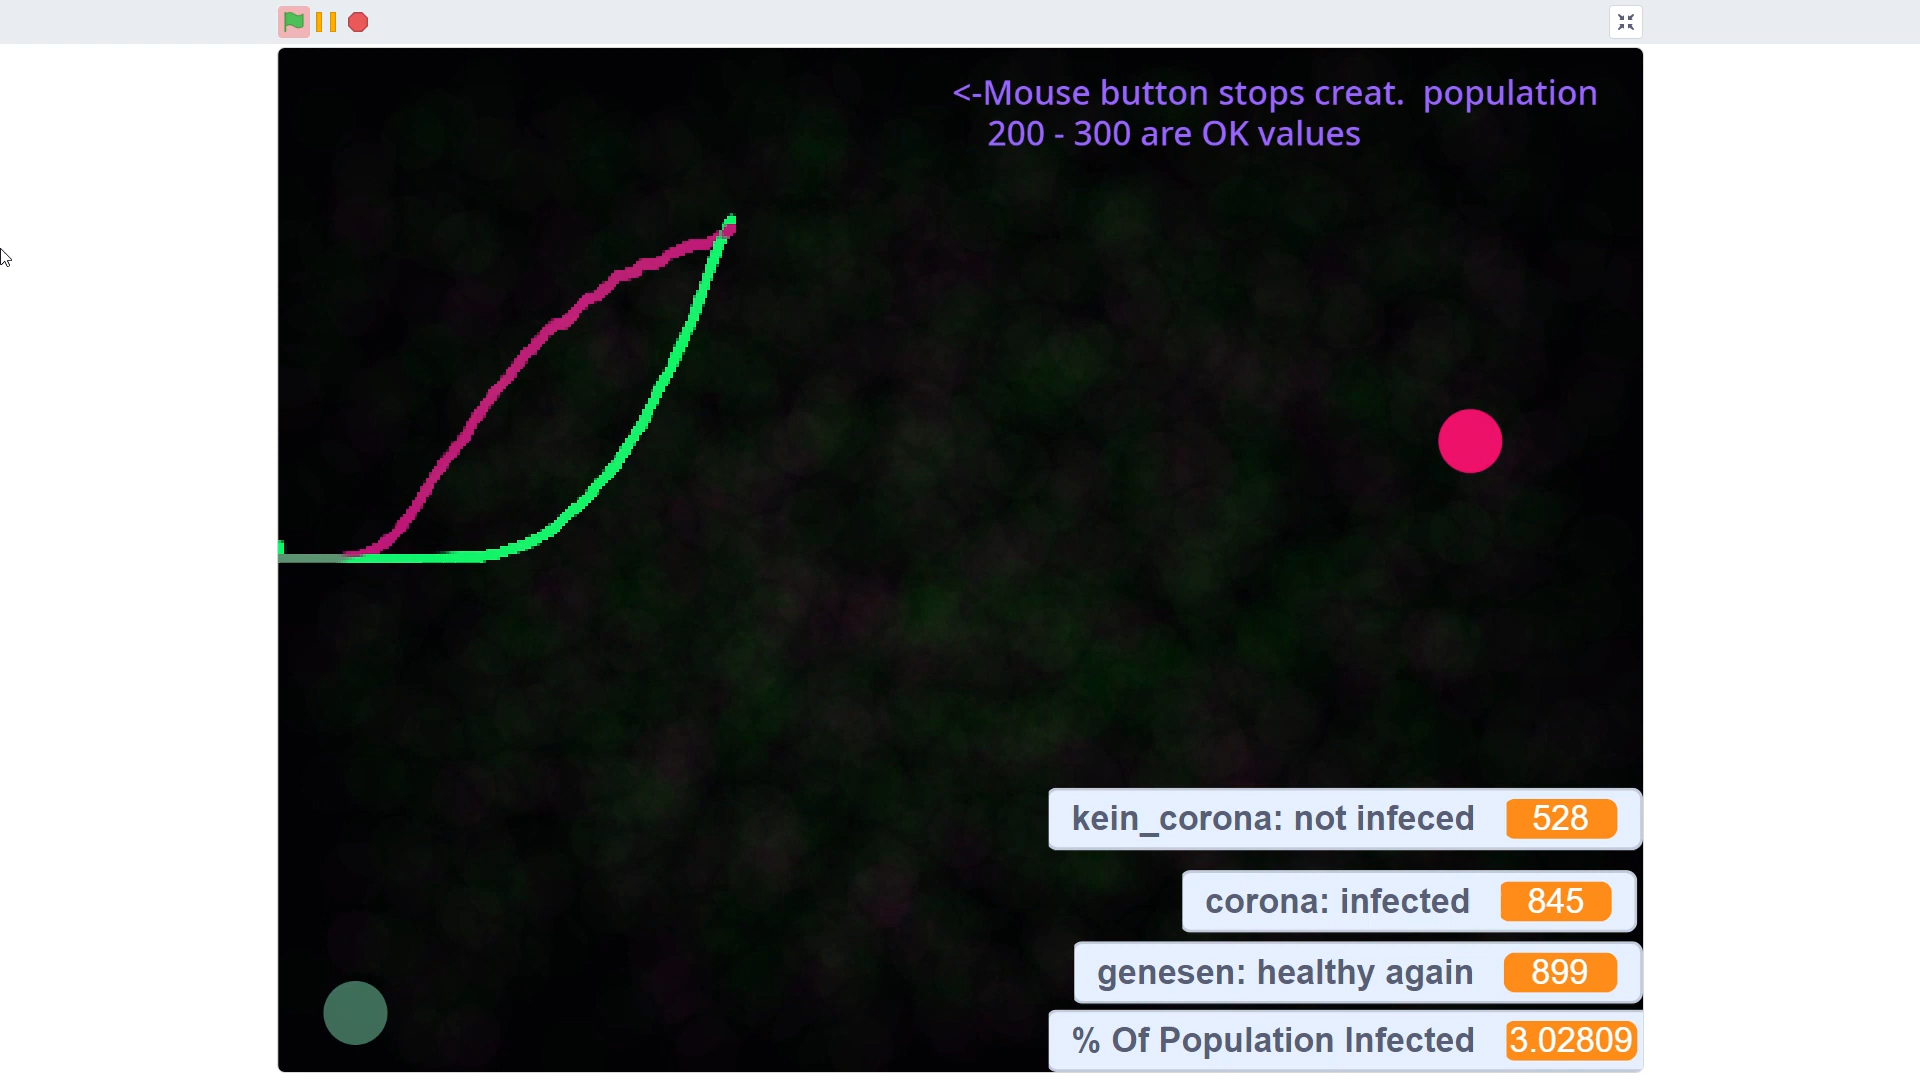 <-Mouse button stops creat.  population
200 - 300 are OK values
kein_corona: not infeced 528
corona: infected 845
genesen: healthy again 899
% Of Population Infected 3.02809